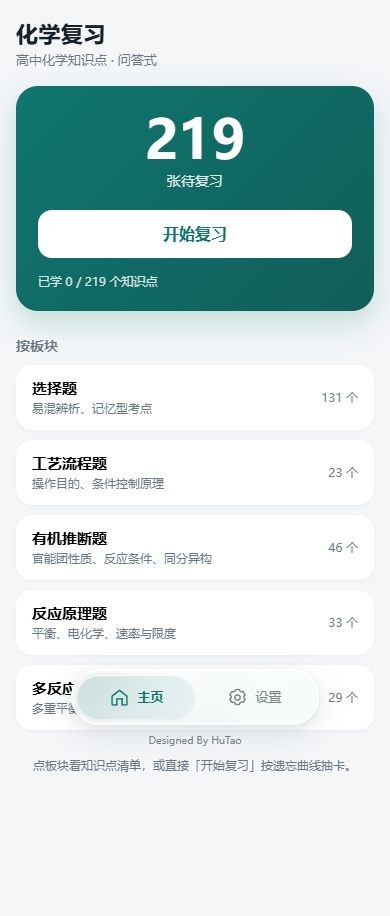 化学复习
高中化学知识点 · 问答式
219
张待复习
开始复习
已学 0 / 219 个知识点
按板块
选择题
易混辨析、记忆型考点
131 个
工艺流程题
操作目的、条件控制原理
23 个
有机推断题
官能团性质、反应条件、同分异构
46 个
反应原理题
平衡、电化学、速率与限度
33 个
多反应
多重平衡
29 个
主页
设置
Designed By HuTao
点板块看知识点清单，或直接「开始复习」按遗忘曲线抽卡。